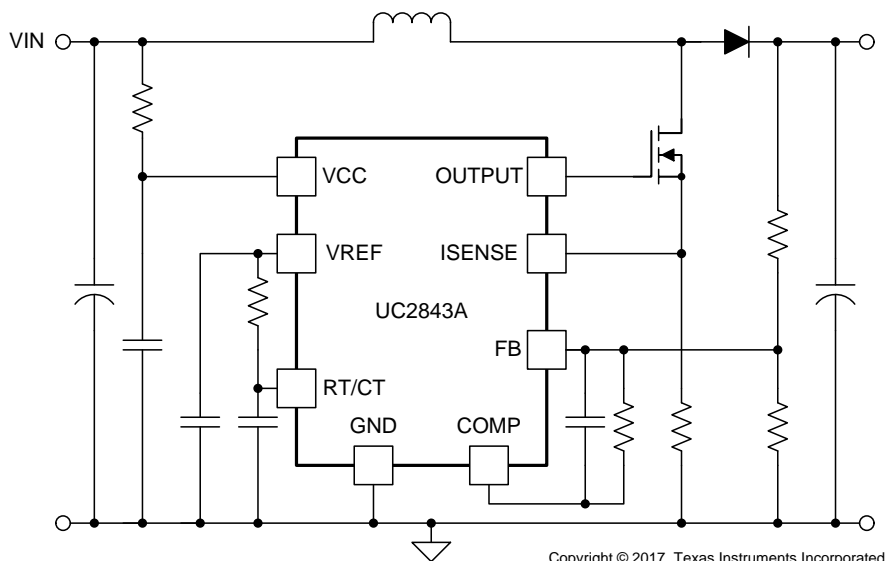 VIN
VCC
OUTPUT
VREF
ISENSE
UC2843A
FB
RT/CT
GND
COMP
Copyright © 2017, Texas Instruments Incorporated